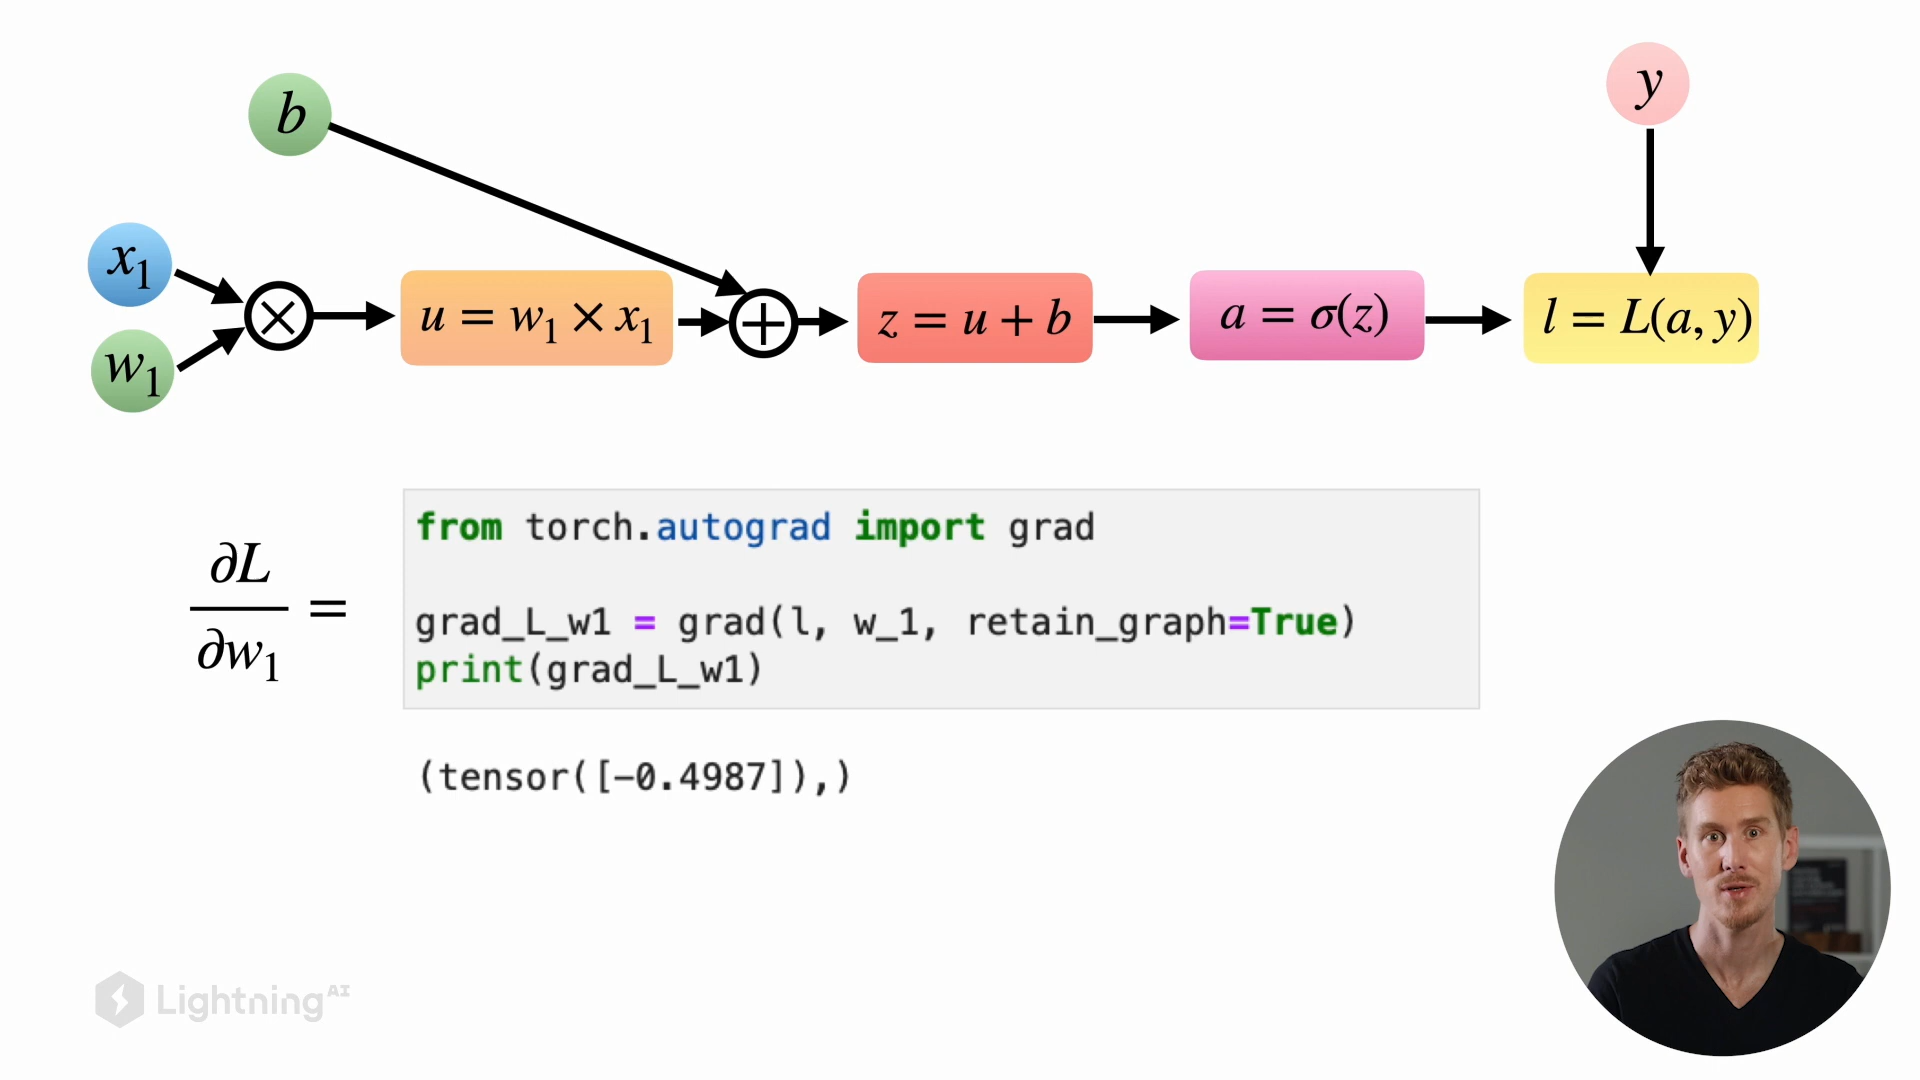 b
y
x₁
w₁
u = w₁ × x₁
z = u + b
a = σ(z)
l = L(a, y)
∂L
∂w₁
=
from torch.autograd import grad
grad_L_w1 = grad(l, w_1, retain_graph=True)
print(grad_L_w1)
(tensor([-0.4987]),)
Lightning AI